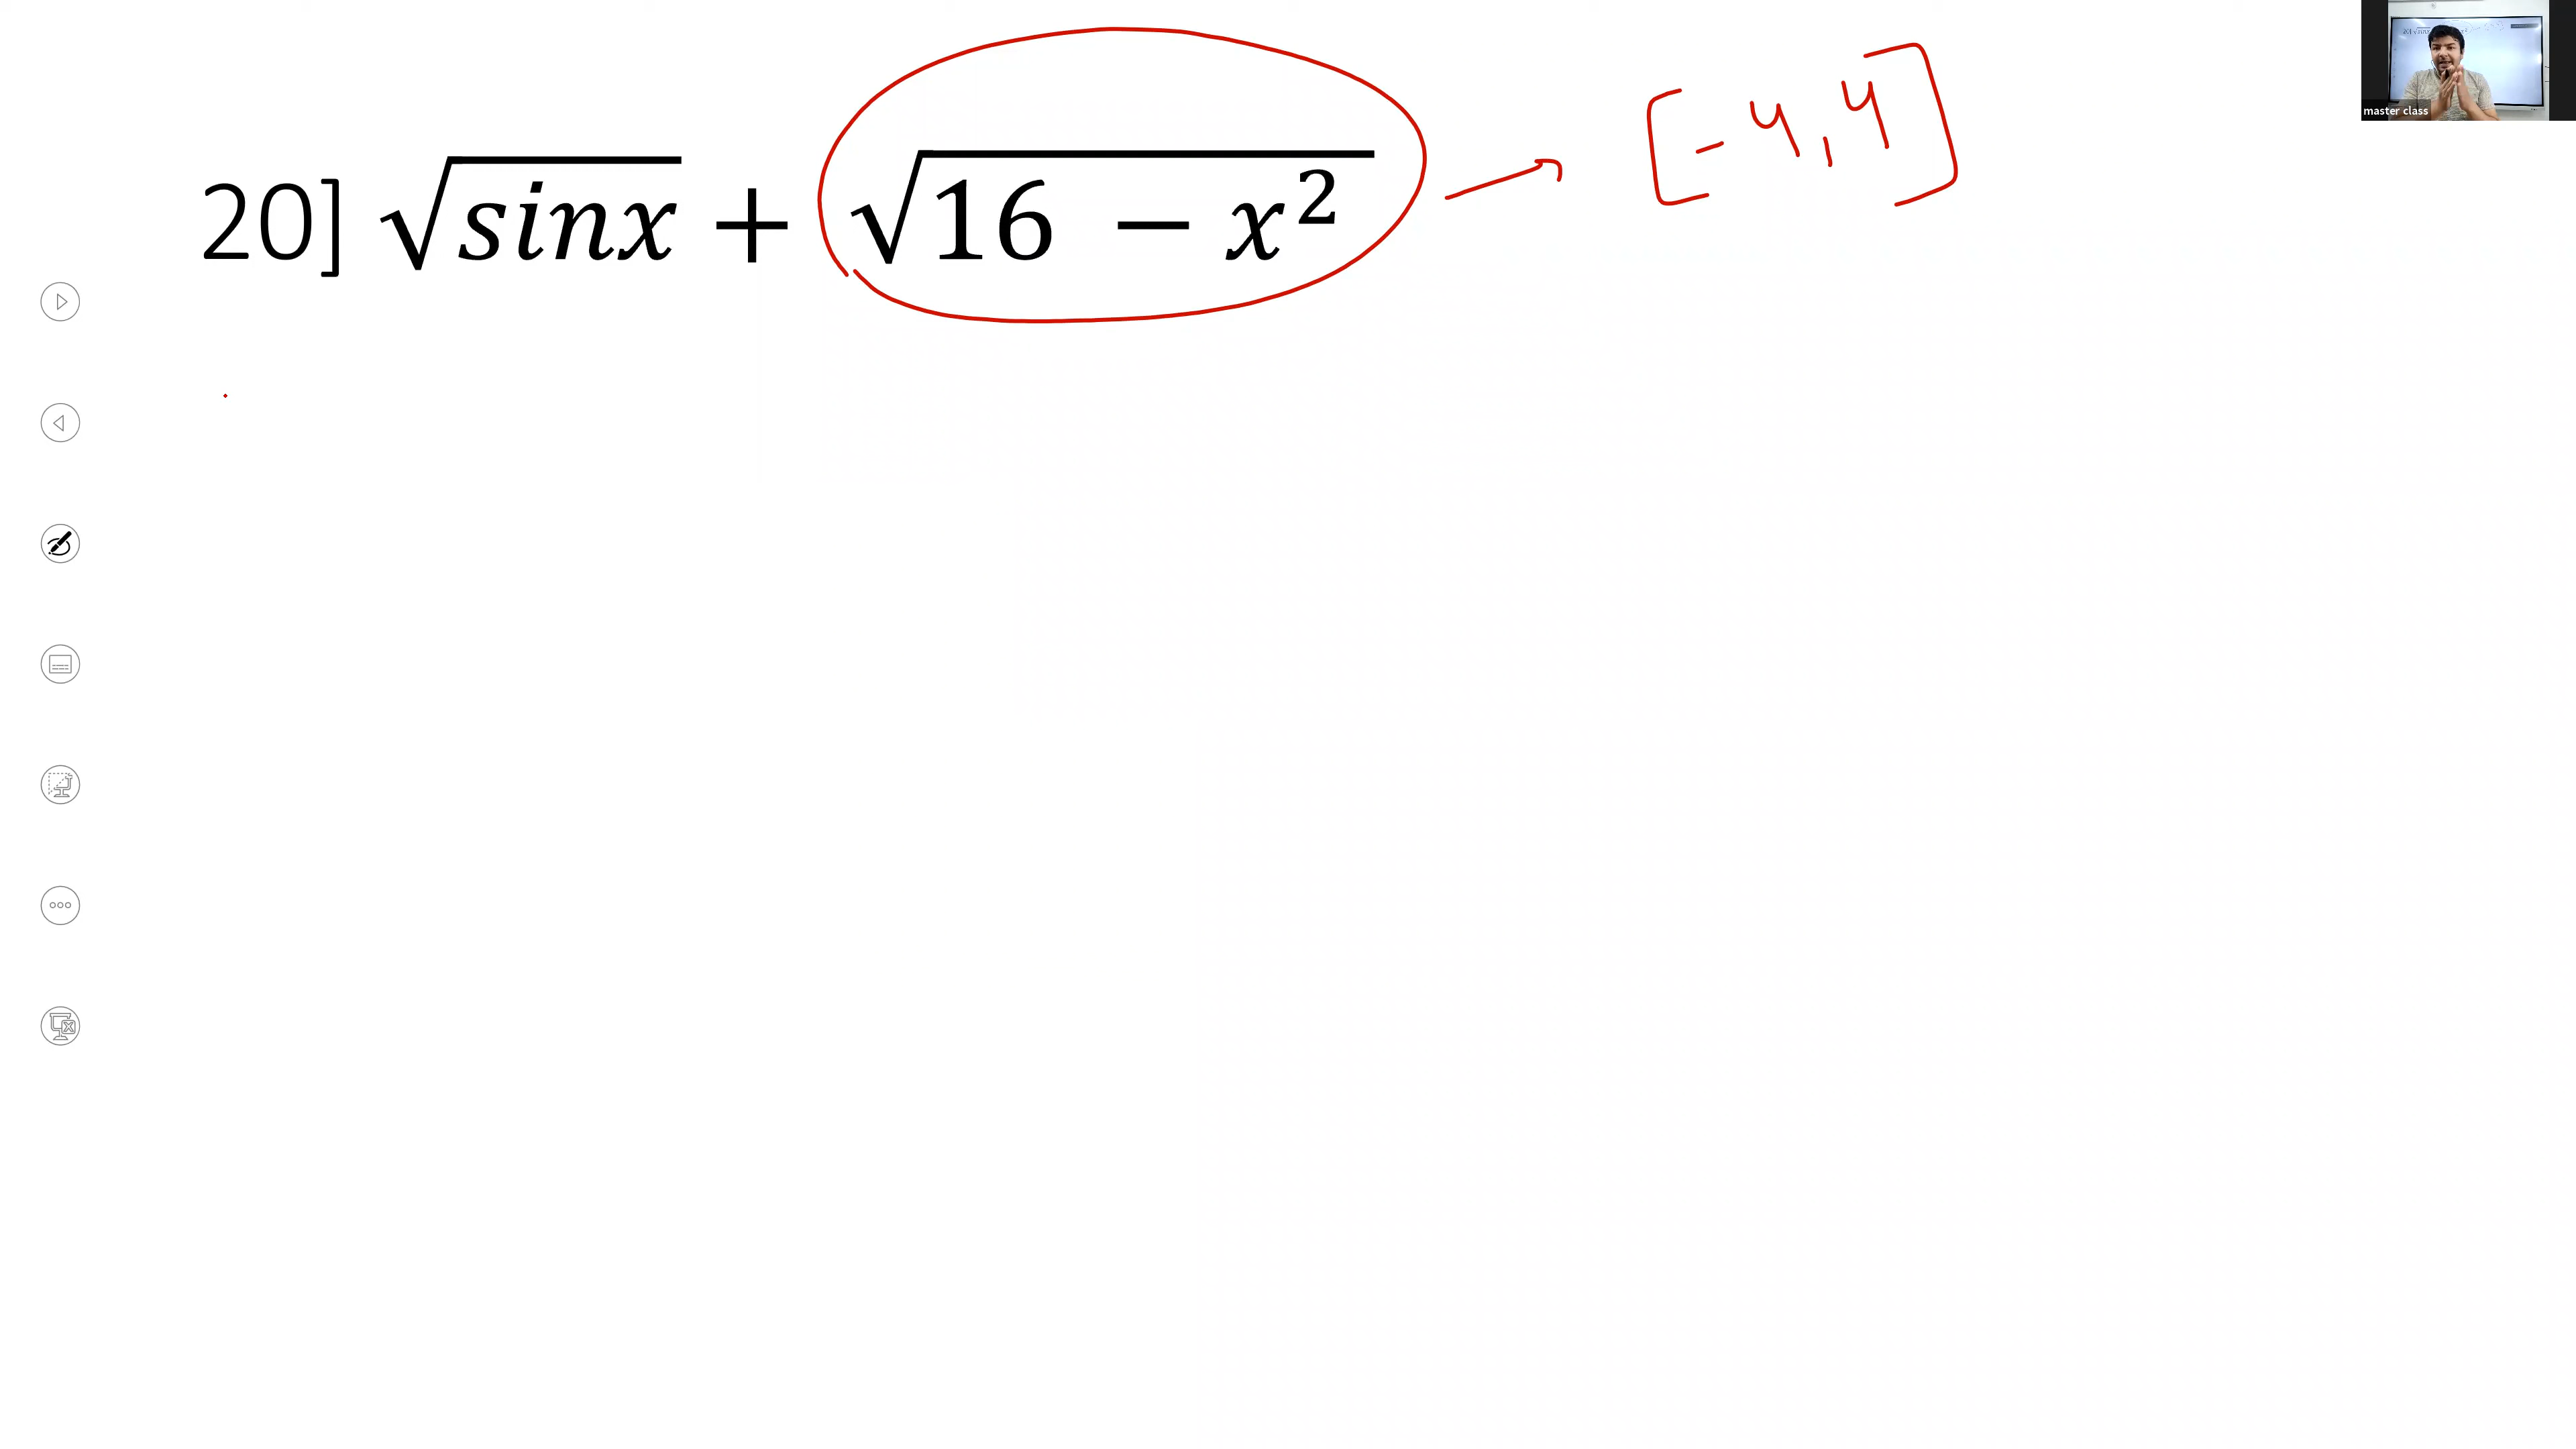 20] √sinx + √16 − x² → [-4, 4]
master class